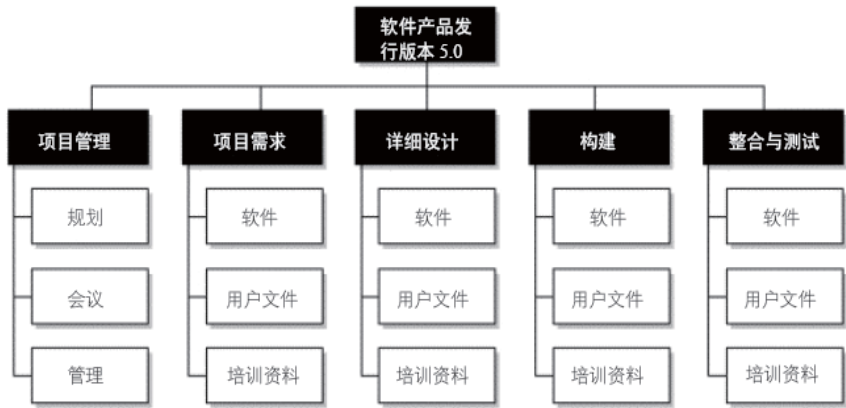 软件产品发
行版本 5.0
项目管理
项目需求
详细设计
构建
整合与测试
规划
软件
软件
软件
软件
会议
用户文件
用户文件
用户文件
用户文件
管理
培训资料
培训资料
培训资料
培训资料